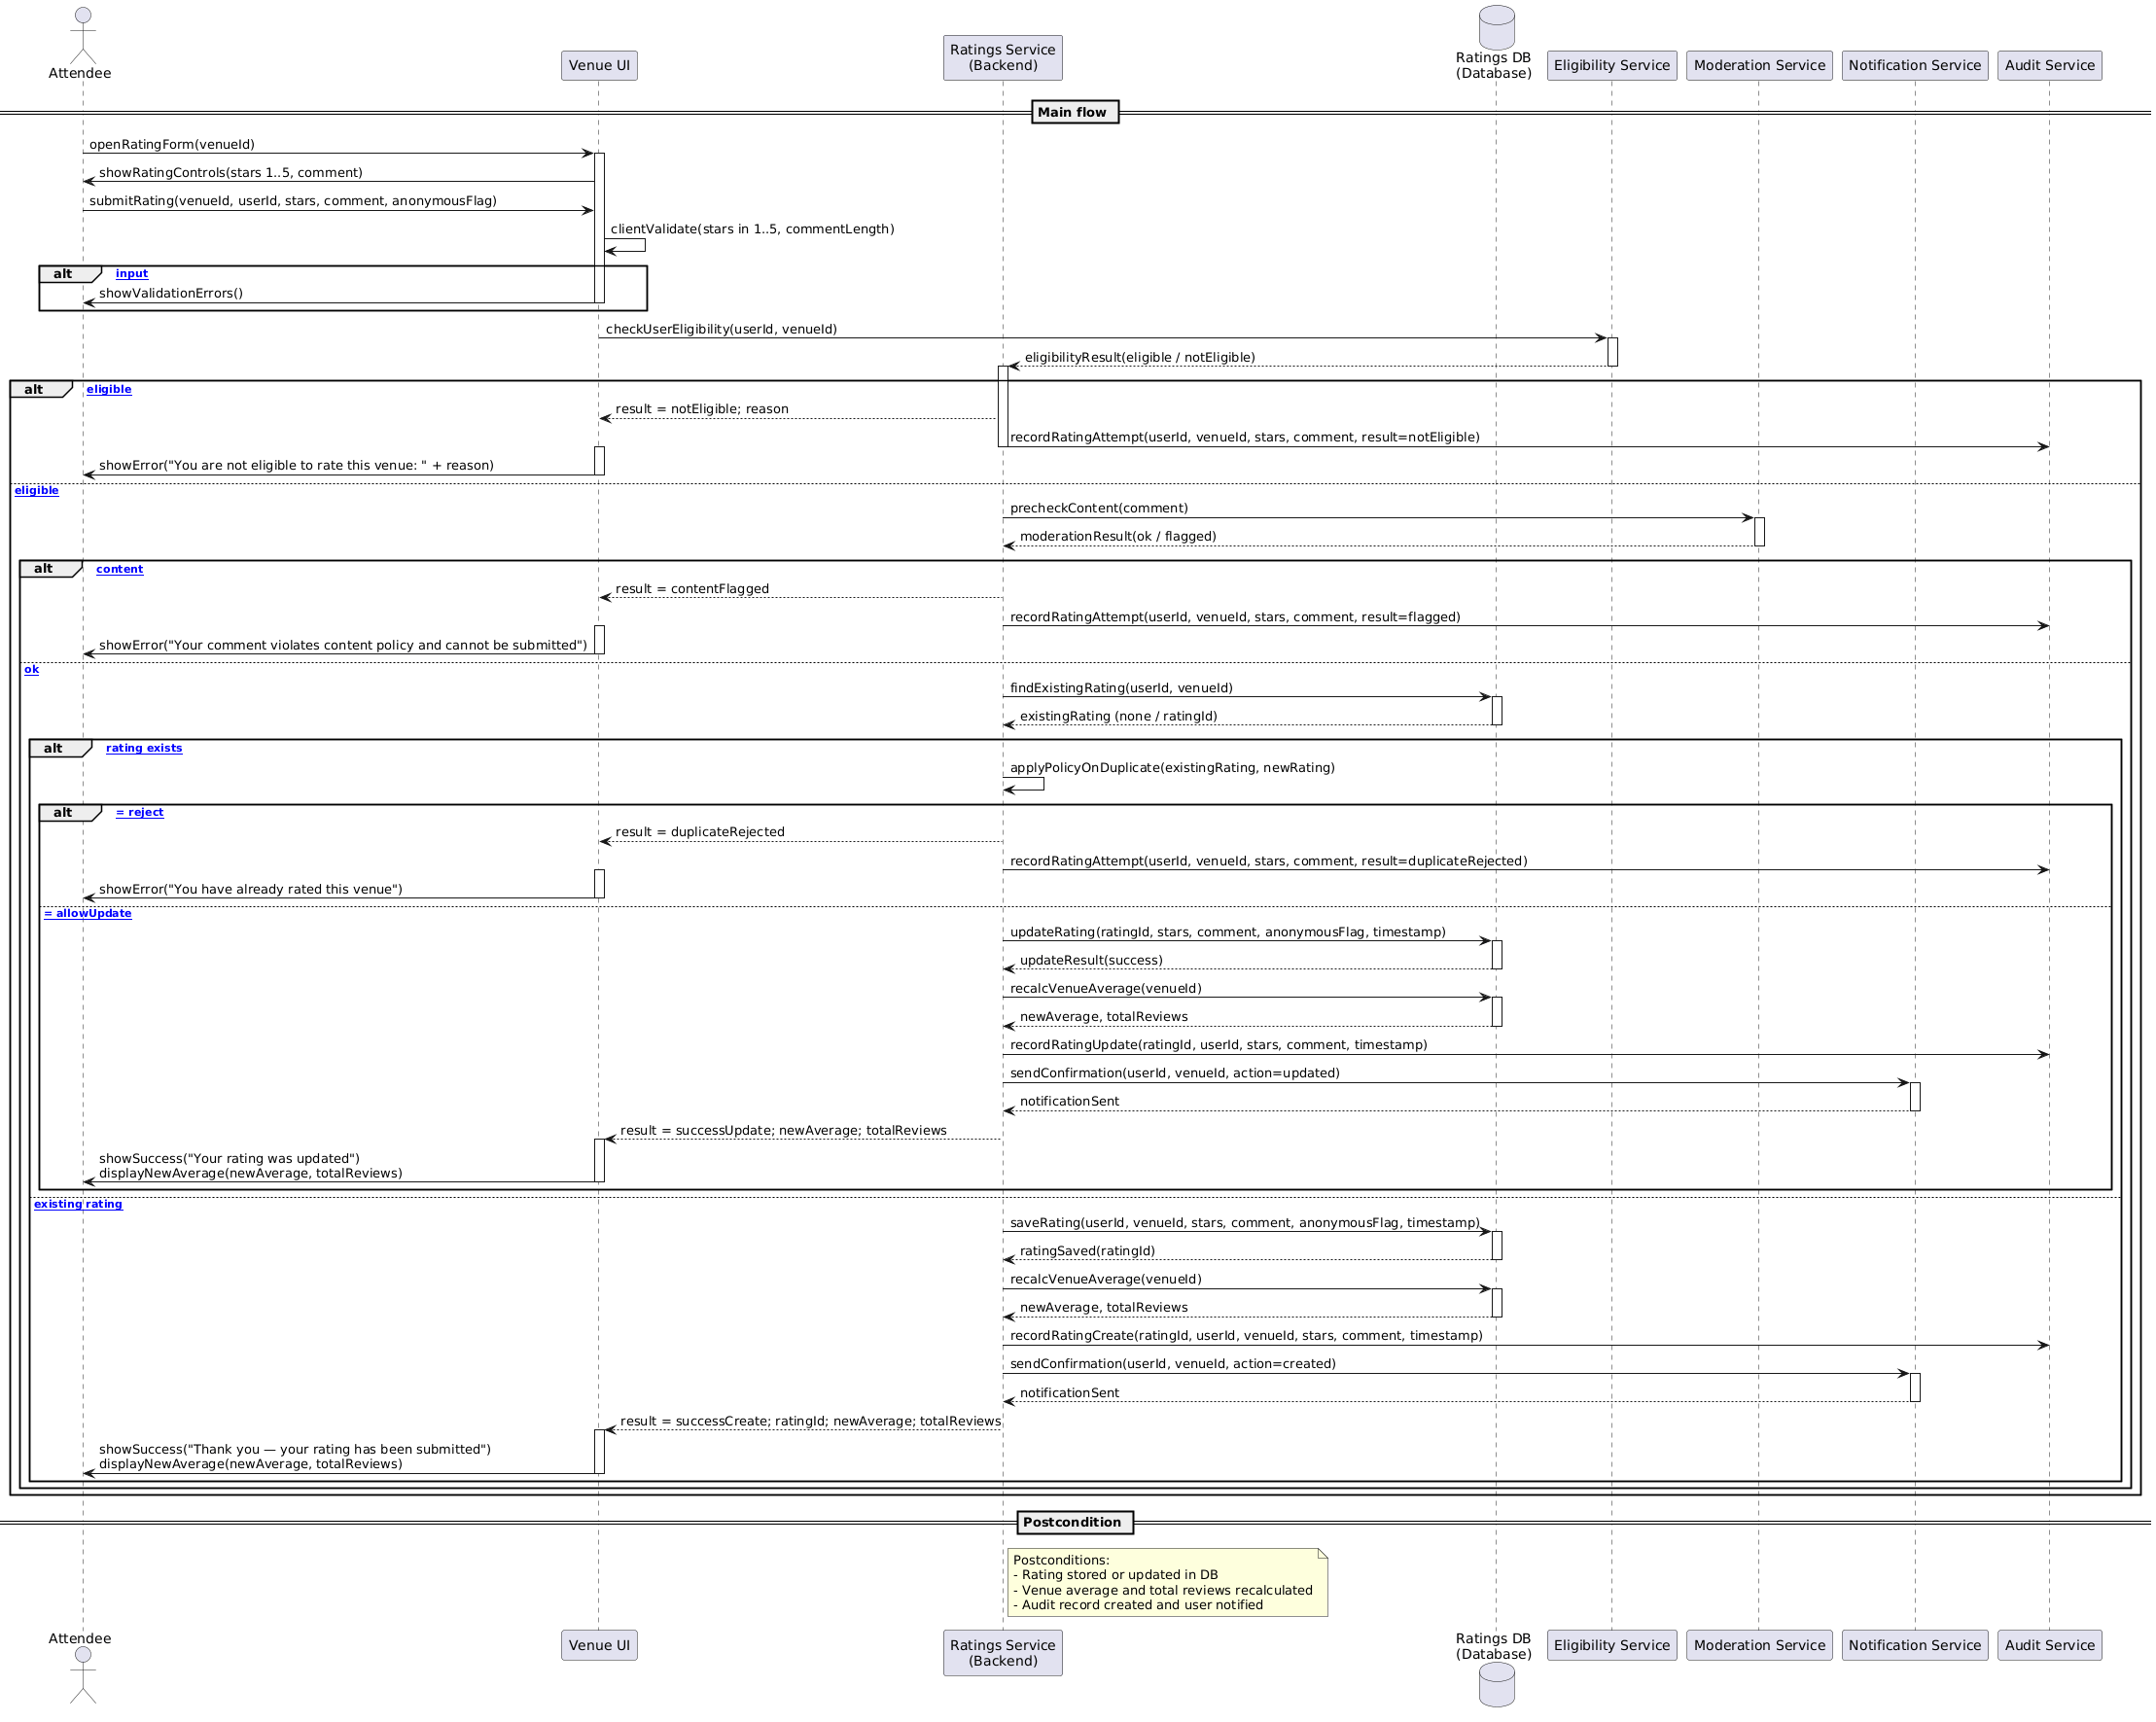 Attendee
Venue UI
Ratings Service
(Backend)
Ratings DB
(Database)
Eligibility Service
Moderation Service
Notification Service
Audit Service
Main flow
openRatingForm(venueId)
showRatingControls(stars 1..5, comment)
submitRating(venueId, userId, stars, comment, anonymousFlag)
clientValidate(stars in 1..5, commentLength)
alt input
showValidationErrors()
checkUserEligibility(userId, venueId)
eligibilityResult(eligible / notEligible)
alt eligible
result = notEligible; reason
recordRatingAttempt(userId, venueId, stars, comment, result=notEligible)
showError("You are not eligible to rate this venue: " + reason)
eligible
precheckContent(comment)
moderationResult(ok / flagged)
alt content
result = contentFlagged
recordRatingAttempt(userId, venueId, stars, comment, result=flagged)
showError("Your comment violates content policy and cannot be submitted")
ok
findExistingRating(userId, venueId)
existingRating (none / ratingId)
alt rating exists
applyPolicyOnDuplicate(existingRating, newRating)
alt = reject
result = duplicateRejected
recordRatingAttempt(userId, venueId, stars, comment, result=duplicateRejected)
showError("You have already rated this venue")
= allowUpdate
updateRating(ratingId, stars, comment, anonymousFlag, timestamp)
updateResult(success)
recalcVenueAverage(venueId)
newAverage, totalReviews
recordRatingUpdate(ratingId, userId, stars, comment, timestamp)
sendConfirmation(userId, venueId, action=updated)
notificationSent
result = successUpdate; newAverage; totalReviews
showSuccess("Your rating was updated")
displayNewAverage(newAverage, totalReviews)
existing rating
saveRating(userId, venueId, stars, comment, anonymousFlag, timestamp)
ratingSaved(ratingId)
recalcVenueAverage(venueId)
newAverage, totalReviews
recordRatingCreate(ratingId, userId, venueId, stars, comment, timestamp)
sendConfirmation(userId, venueId, action=created)
notificationSent
result = successCreate; ratingId; newAverage; totalReviews
showSuccess("Thank you — your rating has been submitted")
displayNewAverage(newAverage, totalReviews)
Postcondition
Postconditions:
- Rating stored or updated in DB
- Venue average and total reviews recalculated
- Audit record created and user notified
Attendee
Venue UI
Ratings Service
(Backend)
Ratings DB
(Database)
Eligibility Service
Moderation Service
Notification Service
Audit Service